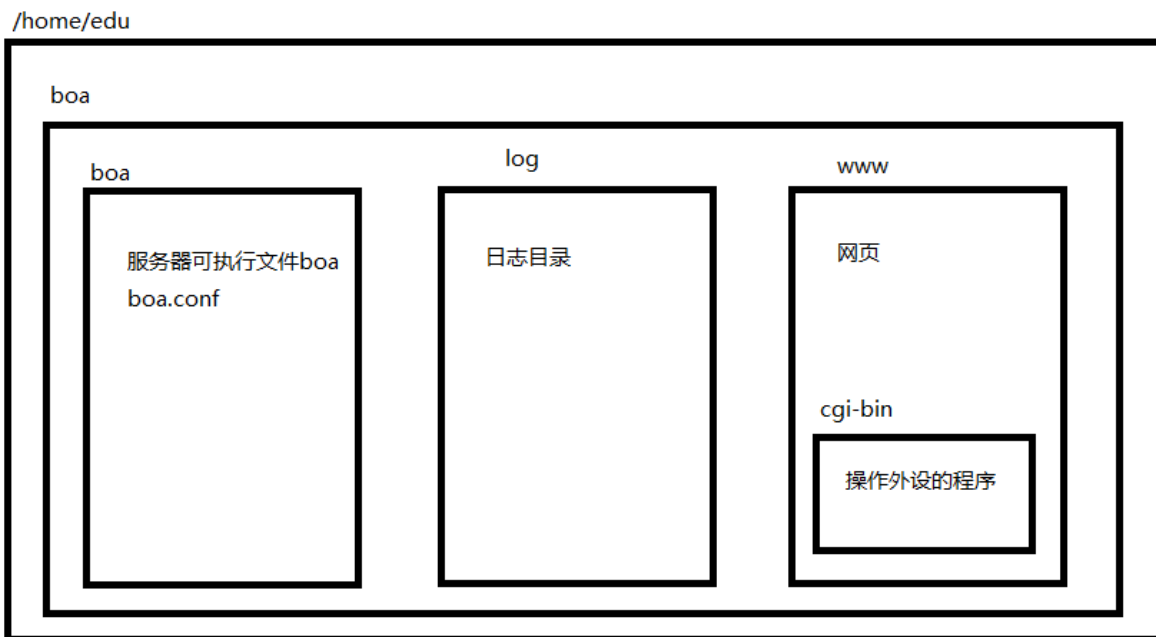 /home/edu
boa
boa
log
www
服务器可执行文件boa
boa.conf
日志目录
网页
cgi-bin
操作外设的程序